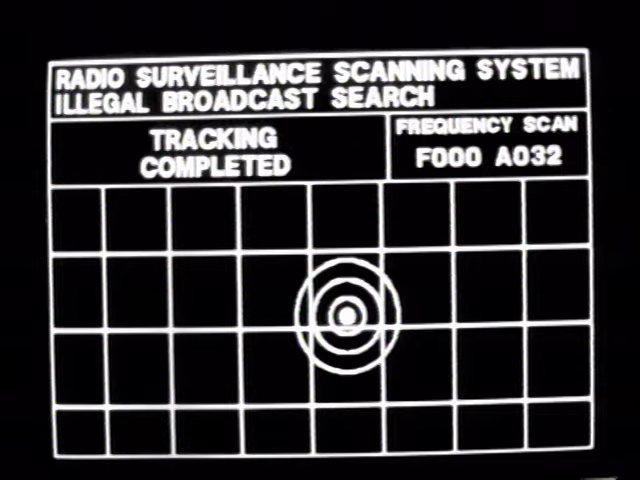 RADIO SURVEILLANCE SCANNING SYSTEM
ILLEGAL BROADCAST SEARCH
TRACKING
COMPLETED
FREQUENCY SCAN
F000 A032